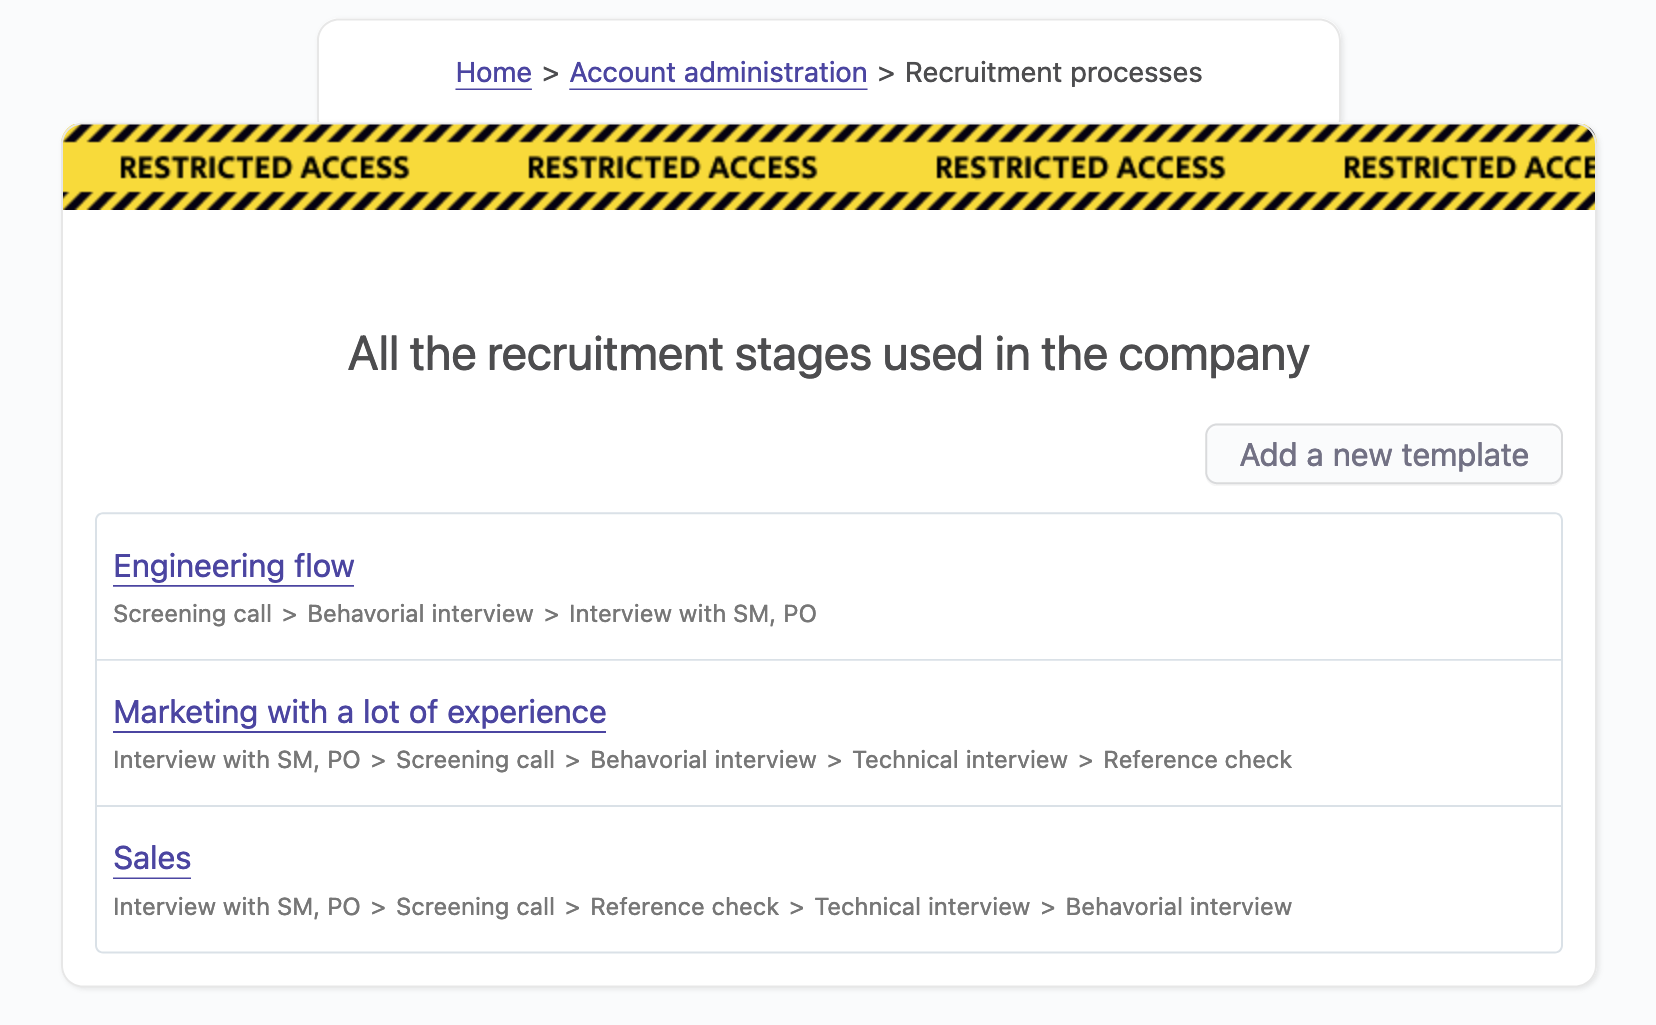 Home > Account administration > Recruitment processes
RESTRICTED ACCESS RESTRICTED ACCESS RESTRICTED ACCESS RESTRICTED ACCE
All the recruitment stages used in the company
Add a new template
Engineering flow
Screening call > Behavorial interview > Interview with SM, PO
Marketing with a lot of experience
Interview with SM, PO > Screening call > Behavorial interview > Technical interview > Reference check
Sales
Interview with SM, PO > Screening call > Reference check > Technical interview > Behavorial interview